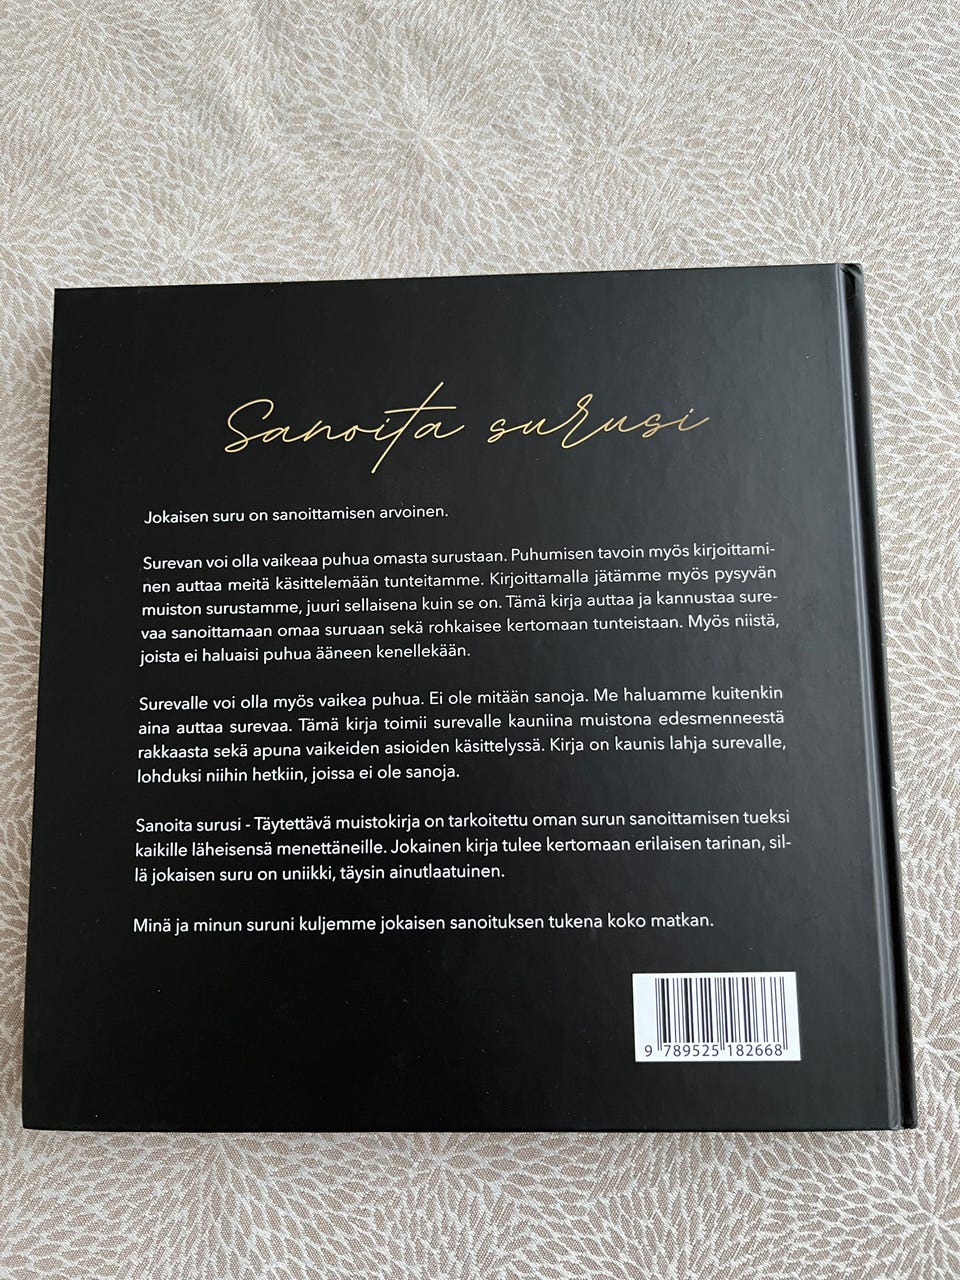 Sanoita surusi
Jokaisen suru on sanoittamisen arvoinen.
Surevan voi olla vaikeaa puhua omasta surustaan. Puhumisen tavoin myös kirjoittami-
nen auttaa meitä käsittelemään tunteitamme. Kirjoittamalla jätämme myös pysyvän
muiston surustamme, juuri sellaisena kuin se on. Tämä kirja auttaa ja kannustaa sure-
vaa sanoittamaan omaa suruaan sekä rohkaisee kertomaan tunteistaan. Myös niistä,
joista ei haluaisi puhua ääneen kenellekään.
Surevalle voi olla myös vaikea puhua. Ei ole mitään sanoja. Me haluamme kuitenkin
aina auttaa surevaa. Tämä kirja toimii surevalle kauniina muistona edesmenneestä
rakkaasta sekä apuna vaikeiden asioiden käsittelyssä. Kirja on kaunis lahja surevalle,
lohduksi niihin hetkiin, joissa ei ole sanoja.
Sanoita surusi - Täytettävä muistokirja on tarkoitettu oman surun sanoittamisen tueksi
kaikille läheisensä menettäneille. Jokainen kirja tulee kertomaan erilaisen tarinan, sil-
lä jokaisen suru on uniikki, täysin ainutlaatuinen.
Minä ja minun suruni kuljemme jokaisen sanoituksen tukena koko matkan.
9 789525 182668